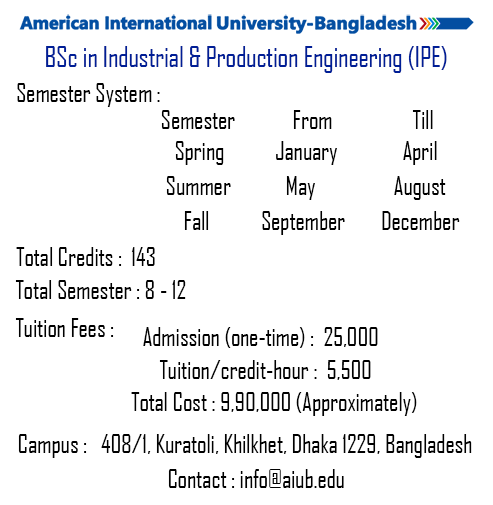 American International University-Bangladesh
BSc in Industrial & Production Engineering (IPE)
Semester System :
Semester From Till
Spring January April
Summer May August
Fall September December
Total Credits : 143
Total Semester : 8 - 12
Tuition Fees : Admission (one-time) : 25,000
Tuition/credit-hour : 5,500
Total Cost : 9,90,000 (Approximately)
Campus : 408/1, Kuratoli, Khilkhet, Dhaka 1229, Bangladesh
Contact : info@aiub.edu